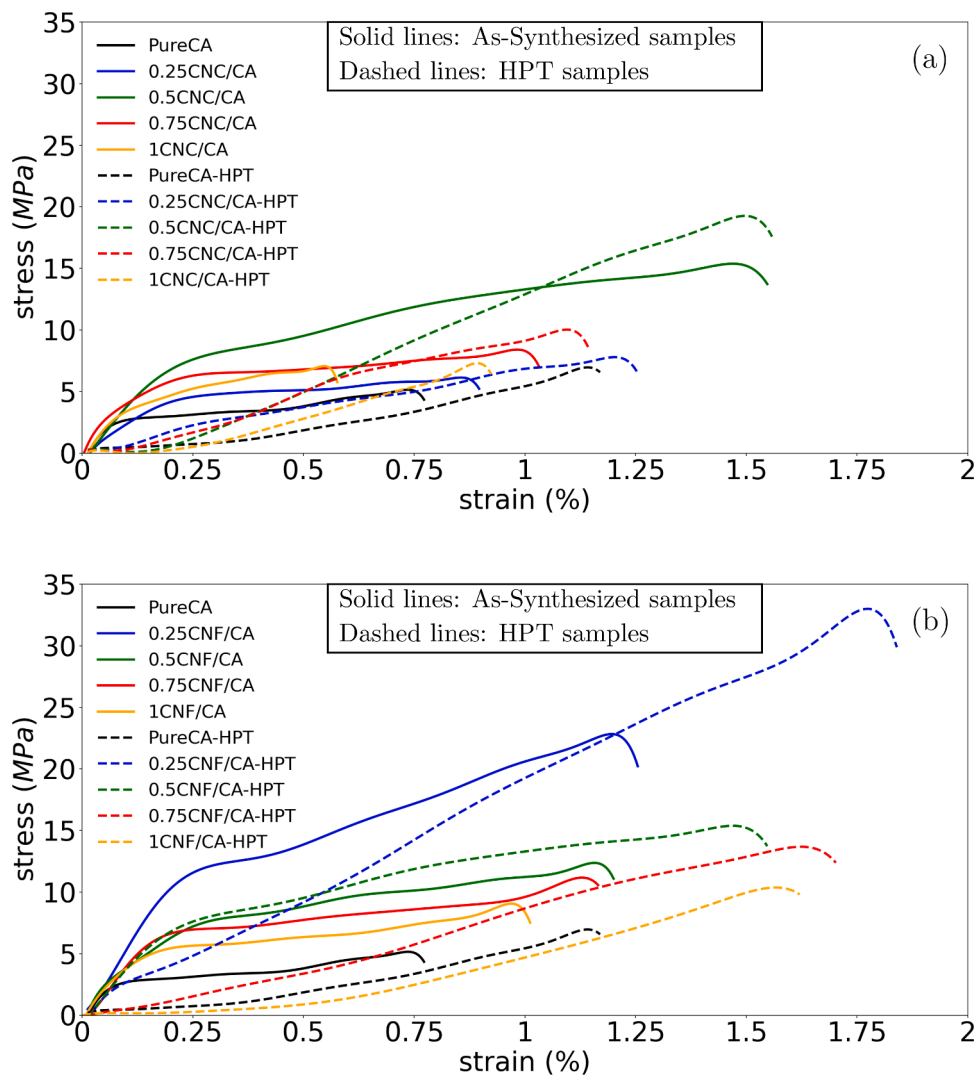 35
30
25
20
15
10
5
0
stress (MPa)
PureCA
0.25CNC/CA
0.5CNC/CA
0.75CNC/CA
1CNC/CA
PureCA-HPT
0.25CNC/CA-HPT
0.5CNC/CA-HPT
0.75CNC/CA-HPT
1CNC/CA-HPT
Solid lines: As-Synthesized samples
Dashed lines: HPT samples
(a)
0 0.25 0.5 0.75 1 1.25 1.5 1.75 2
strain (%)
35
30
25
20
15
10
5
0
stress (MPa)
PureCA
0.25CNF/CA
0.5CNF/CA
0.75CNF/CA
1CNF/CA
PureCA-HPT
0.25CNF/CA-HPT
0.5CNF/CA-HPT
0.75CNF/CA-HPT
1CNF/CA-HPT
Solid lines: As-Synthesized samples
Dashed lines: HPT samples
(b)
0 0.25 0.5 0.75 1 1.25 1.5 1.75 2
strain (%)